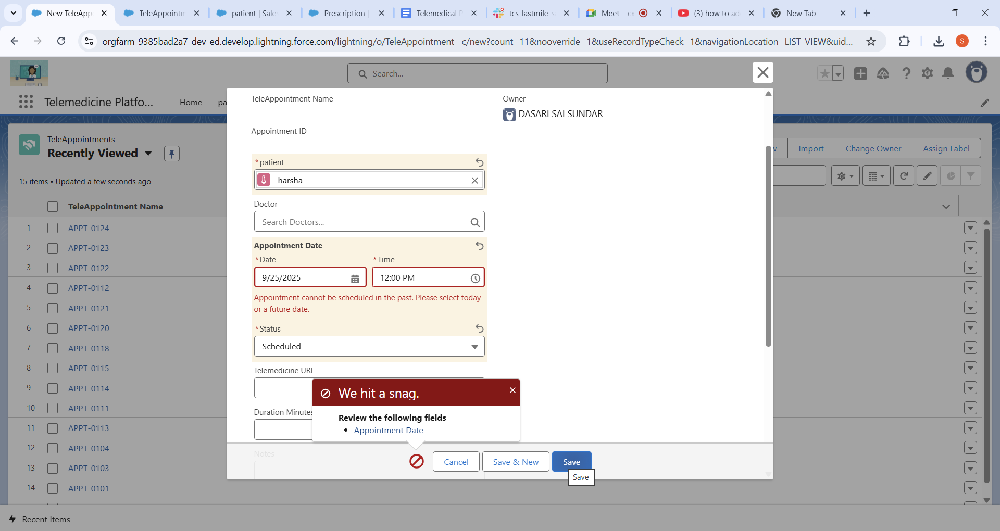 New TeleApp
TeleAppointm
patient | Sales
Prescription |
Telemedical P
tcs-lastmile-s
Meet – cx
(3) how to ad
New Tab
orgfarm-9385bad2a7-dev-ed.develop.lightning.force.com/lightning/o/TeleAppointment__c/new?count=11&nooverride=1&useRecordTypeCheck=1&navigationLocation=LIST_VIEW&uid...
S
Search...
Telemedicine Platfo...
Home
pa
TeleAppointments
Recently Viewed
15 items • Updated a few seconds ago
w
Import
Change Owner
Assign Label
TeleAppointment Name
1 APPT-0124
2 APPT-0123
3 APPT-0122
4 APPT-0112
5 APPT-0121
6 APPT-0120
7 APPT-0118
8 APPT-0115
9 APPT-0114
10 APPT-0111
11 APPT-0113
12 APPT-0104
13 APPT-0103
14 APPT-0101
TeleAppointment Name
Owner
DASARI SAI SUNDAR
Appointment ID
*patient
harsha
Doctor
Search Doctors...
Appointment Date
*Date
*Time
9/25/2025
12:00 PM
Appointment cannot be scheduled in the past. Please select today
or a future date.
*Status
Scheduled
Telemedicine URL
Duration Minutes
Notes
We hit a snag.
Review the following fields
• Appointment Date
Cancel
Save & New
Save
Save
Recent Items